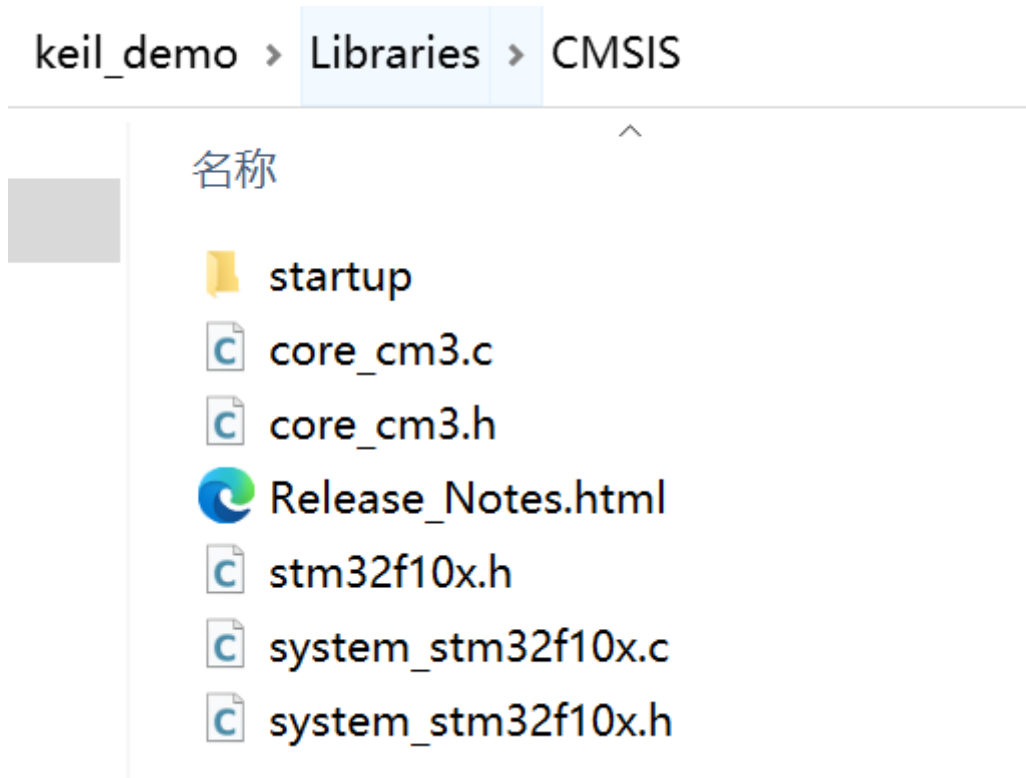 keil_demo > Libraries > CMSIS
名称
startup
core_cm3.c
core_cm3.h
Release_Notes.html
stm32f10x.h
system_stm32f10x.c
system_stm32f10x.h